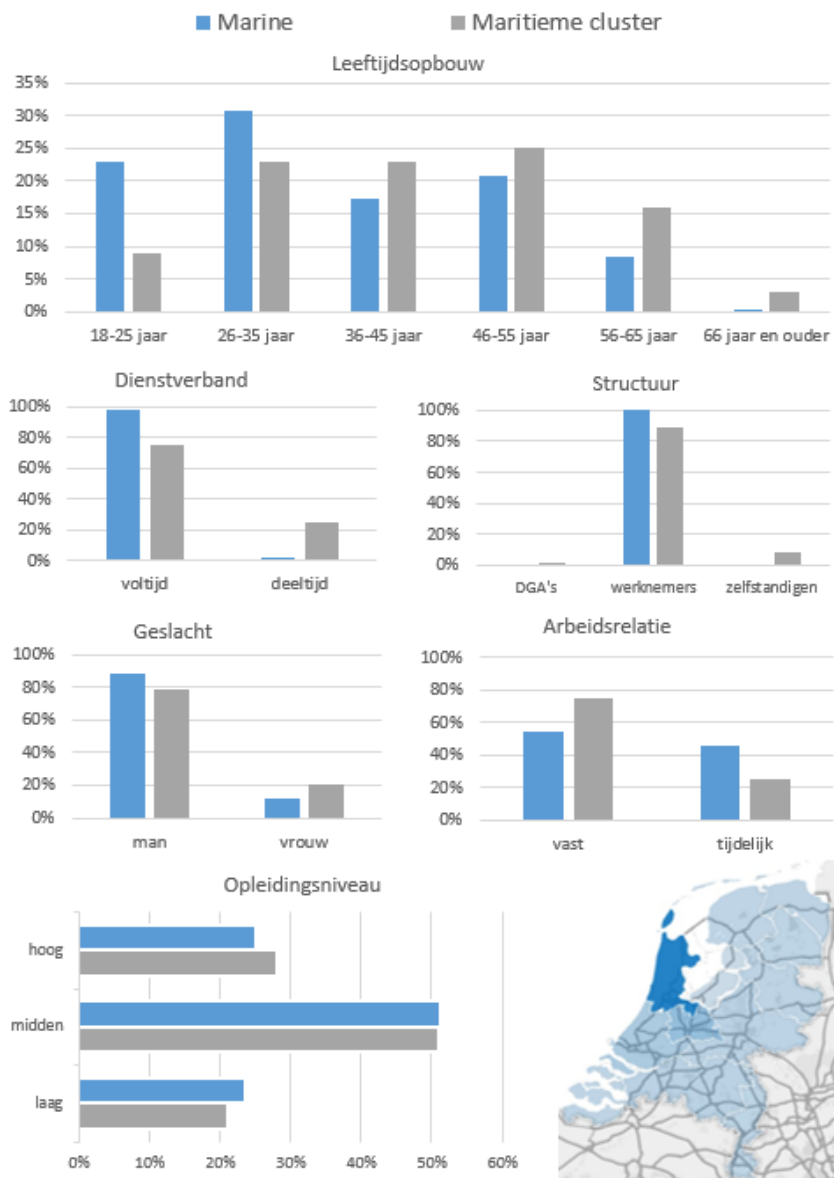 Marine Maritieme cluster
Leeftijdsopbouw
35%
30%
25%
20%
15%
10%
5%
0%
18-25 jaar 26-35 jaar 36-45 jaar 46-55 jaar 56-65 jaar 66 jaar en ouder
Dienstverband
100%
80%
60%
40%
20%
0%
voltijd deeltijd
Structuur
100%
80%
60%
40%
20%
0%
DGA's werknemers zelfstandigen
Geslacht
100%
80%
60%
40%
20%
0%
man vrouw
Arbeidsrelatie
100%
80%
60%
40%
20%
0%
vast tijdelijk
Opleidingsniveau
hoog
midden
laag
0% 10% 20% 30% 40% 50% 60%